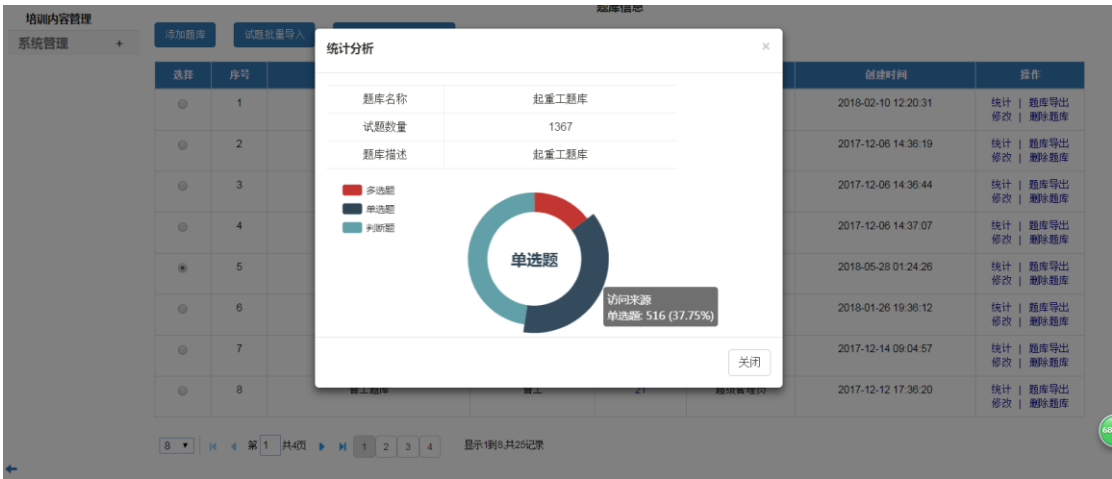 题库信息
培训内容管理
系统管理 +
添加题库 试题批量导入
统计分析 ×
题库名称 起重工题库
试题数量 1367
题库描述 起重工题库
多选题
单选题
判断题
单选题
访问来源
单选题: 516 (37.75%)
关闭
选择 序号 创建时间 操作
1 2018-02-10 12:20:31 统计 | 题库导出
修改 | 删除题库
2 2017-12-06 14:36:19 统计 | 题库导出
修改 | 删除题库
3 2017-12-06 14:36:44 统计 | 题库导出
修改 | 删除题库
4 2017-12-06 14:37:07 统计 | 题库导出
修改 | 删除题库
5 2018-05-28 01:24:26 统计 | 题库导出
修改 | 删除题库
6 2018-01-26 19:36:12 统计 | 题库导出
修改 | 删除题库
7 2017-12-14 09:04:57 统计 | 题库导出
修改 | 删除题库
8 普工题库 普工 21 超级管理员 2017-12-12 17:36:20 统计 | 题库导出
修改 | 删除题库
8 第 1 共4页 1 2 3 4 显示1到8,共25记录
68